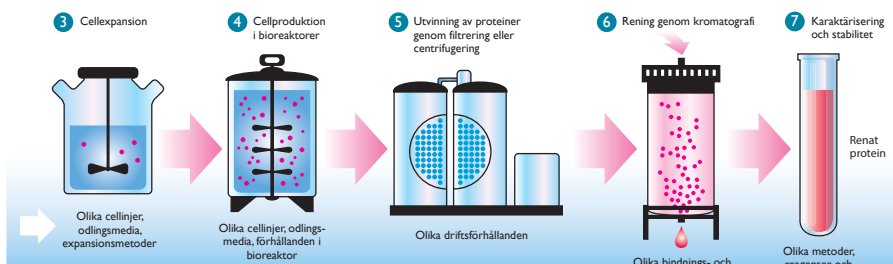 3 Cellexpansion
4 Cellproduktion
i bioreaktorer
5 Utvinning av proteiner
genom filtrering eller
centrifugering
6 Rening genom kromatografi
7 Karaktärisering
och stabilitet
Renat
protein
Olika cellinjer,
odlingsmedia,
expansionsmetoder
Olika cellinjer, odlings-
media, förhållanden i
bioreaktor
Olika driftsförhållanden
Olika bindnings- och
Olika metoder,
reagenser och